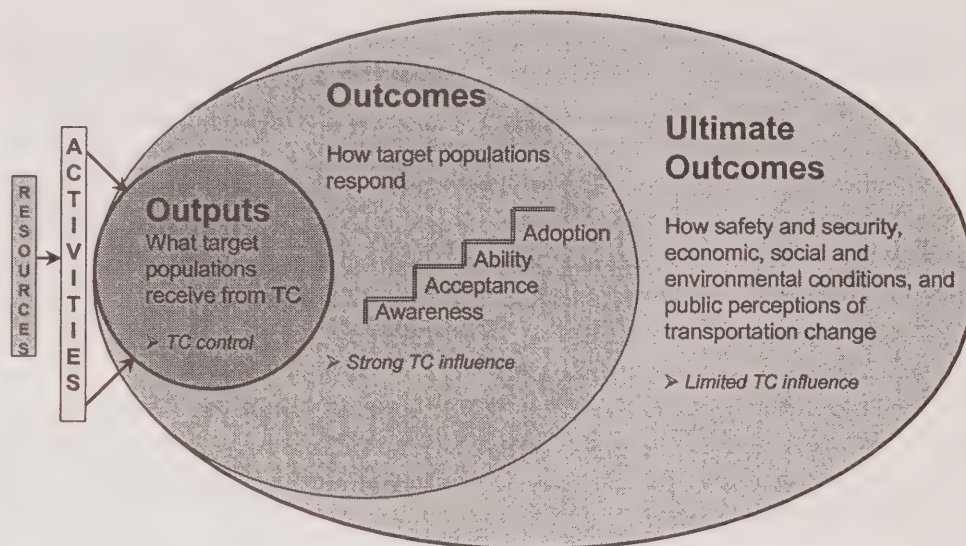 RESOURCES
ACTIVITIES
Outputs
What target
populations
receive from TC
➢ TC control
Outcomes
How target populations
respond
Adoption
Ability
Acceptance
Awareness
➢ Strong TC influence
Ultimate
Outcomes
How safety and security,
economic, social and
environmental conditions, and
public perceptions of
transportation change
➢ Limited TC influence